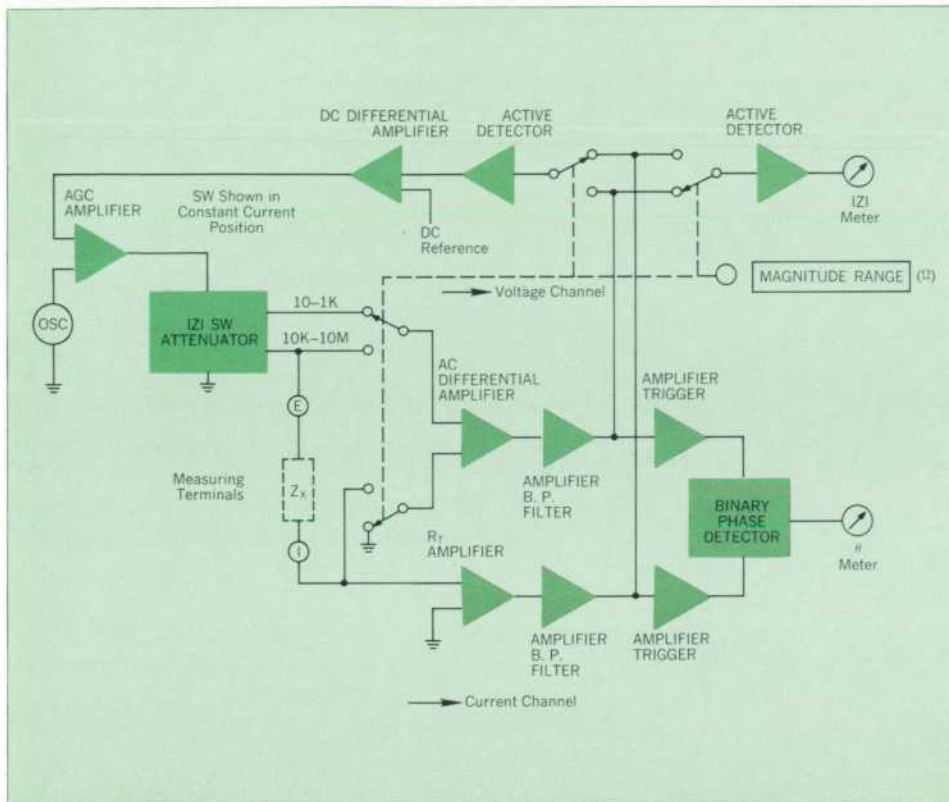 DC DIFFERENTIAL
AMPLIFIER
ACTIVE
DETECTOR
ACTIVE
DETECTOR
AGC
AMPLIFIER
SW Shown in
Constant Current
Position
DC
Reference
IZI
Meter
MAGNITUDE RANGE (Ω)
Voltage Channel
OSC
IZI SW
ATTENUATOR
10–1K
10K–10M
AC
DIFFERENTIAL
AMPLIFIER
AMPLIFIER
TRIGGER
E
Measuring
Terminals
ZX
I
AMPLIFIER
B. P.
FILTER
BINARY
PHASE
DETECTOR
Meter
RT
AMPLIFIER
AMPLIFIER
B. P.
FILTER
AMPLIFIER
TRIGGER
Current Channel